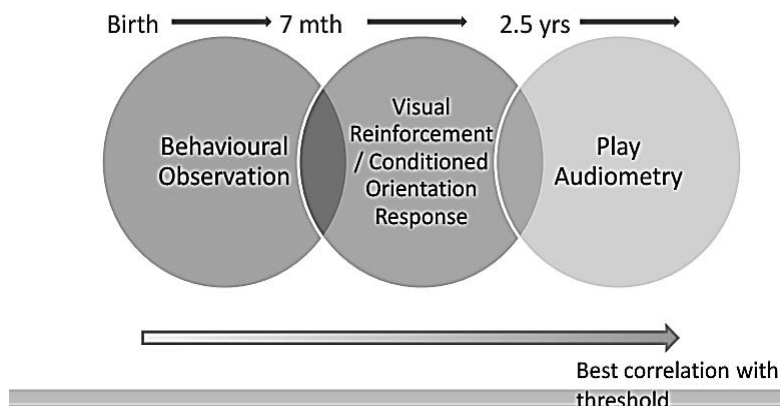 Birth 7 mth 2.5 yrs
Behavioural
Observation
Visual
Reinforcement
/ Conditioned
Orientation
Response
Play
Audiometry
Best correlation with
threshold